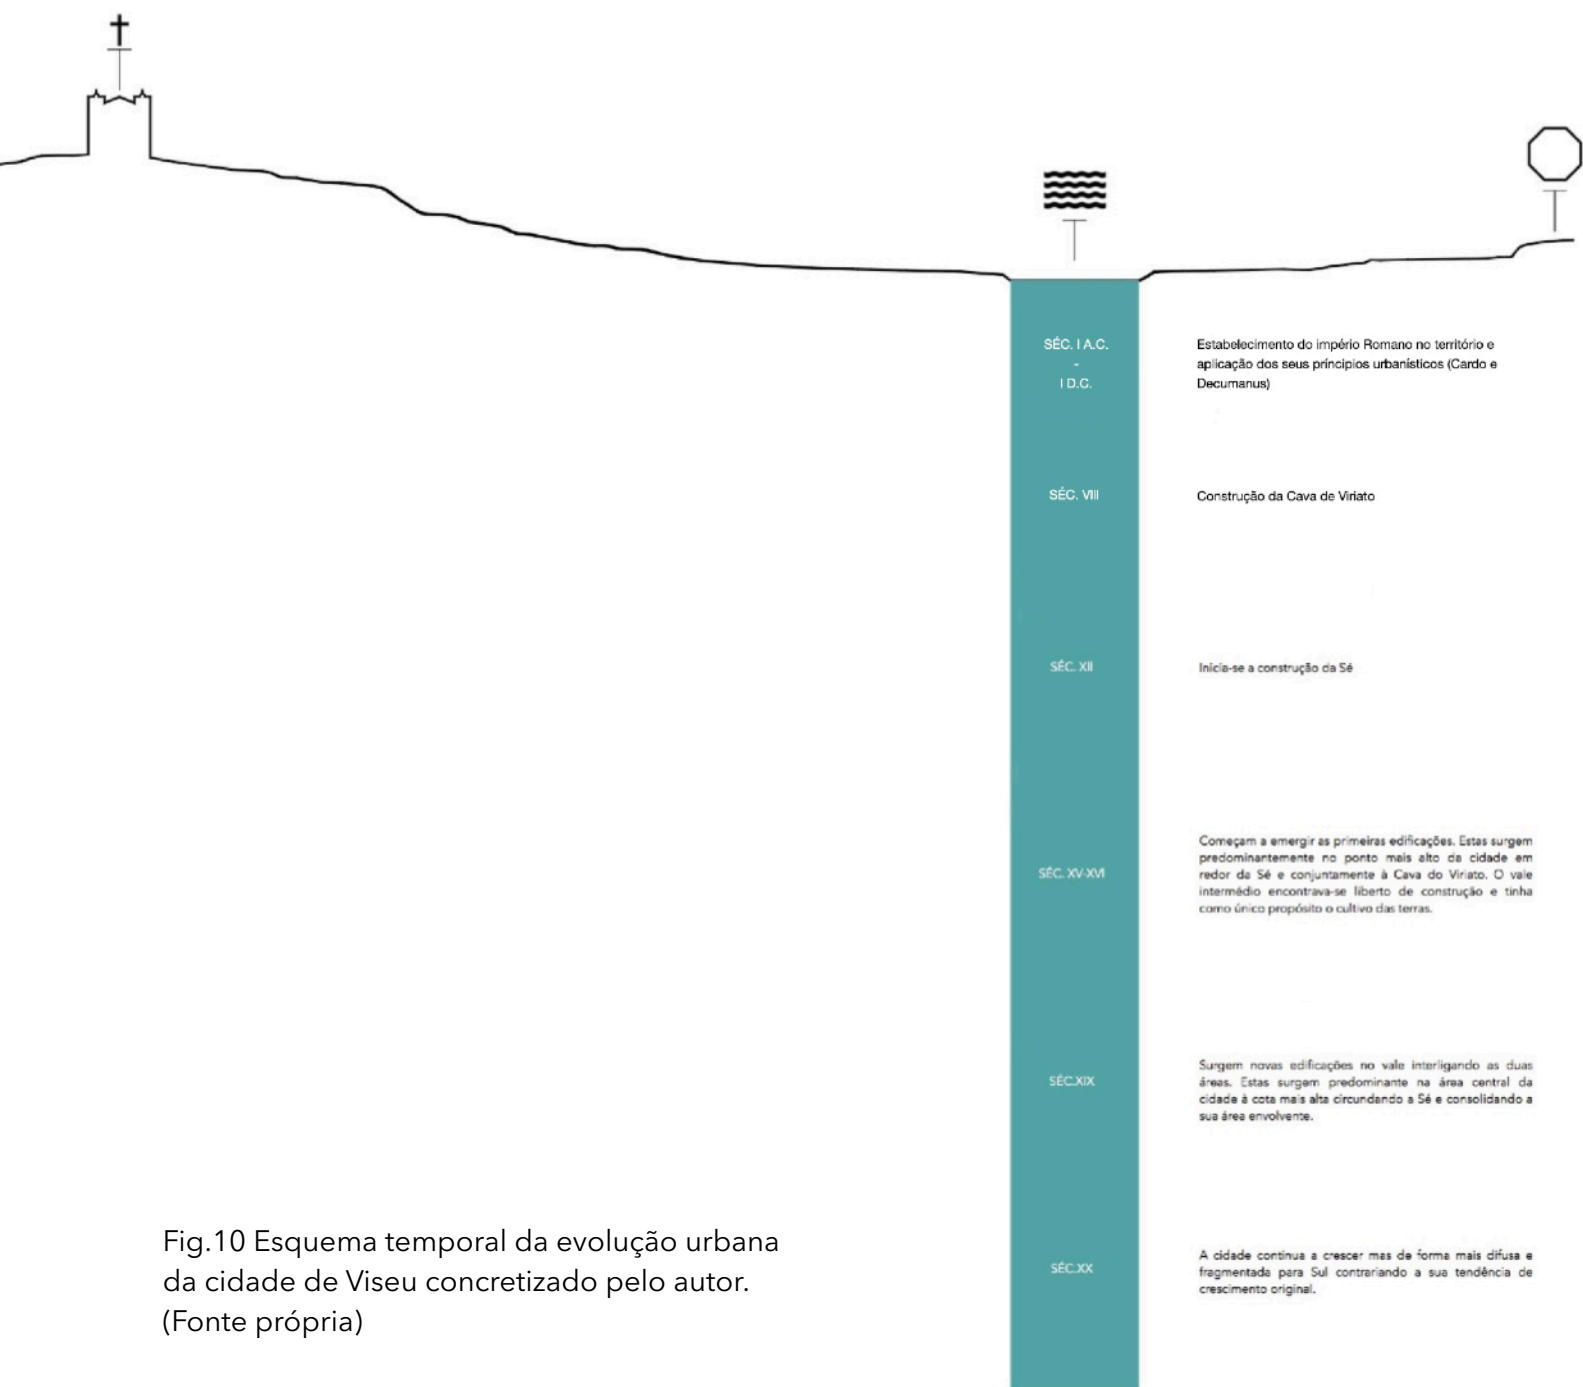 SÉC. I A.C.
-
I D.C.
Estabelecimento do império Romano no território e
aplicação dos seus príncipios urbanísticos (Cardo e
Decumanus)
SÉC. VIII
Construção da Cava de Viriato
SÉC. XII
Inicia-se a construção da Sé
SÉC. XV-XVI
Começam a emergir as primeiras edificações. Estas surgem
predominantemente no ponto mais alto da cidade em
redor da Sé e conjuntamente à Cava do Viriato. O vale
intermédio encontrava-se liberto de construção e tinha
como único propósito o cultivo das terras.
SÉC.XIX
Surgem novas edificações no vale interligando as duas
áreas. Estas surgem predominante na área central da
cidade à cota mais alta circundando a Sé e consolidando a
sua área envolvente.
SÉC.XX
A cidade continua a crescer mas de forma mais difusa e
fragmentada para Sul contrariando a sua tendência de
crescimento original.
Fig.10 Esquema temporal da evolução urbana
da cidade de Viseu concretizado pelo autor.
(Fonte própria)